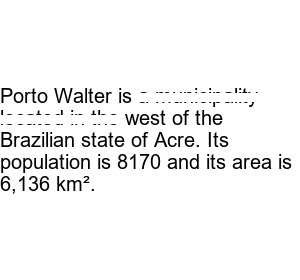 Porto Walter is a municipality
located in the west of the
Brazilian state of Acre. Its
population is 8170 and its area is
6,136 km².